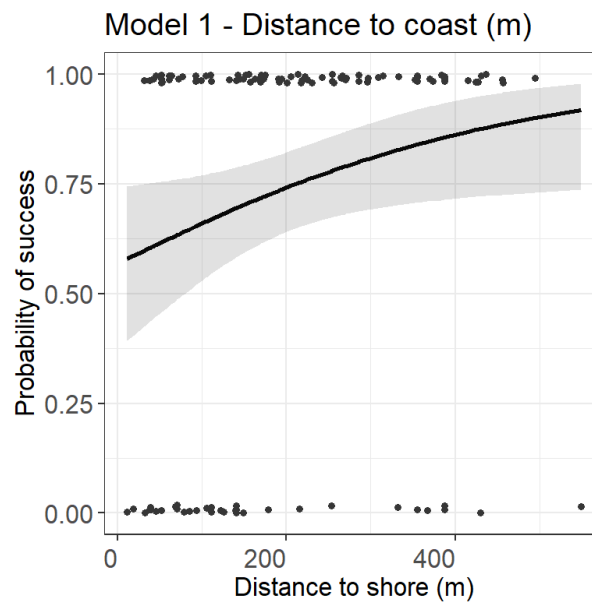 Model 1 - Distance to coast (m)
Probability of success
1.00
0.75
0.50
0.25
0.00
0 200 400
Distance to shore (m)